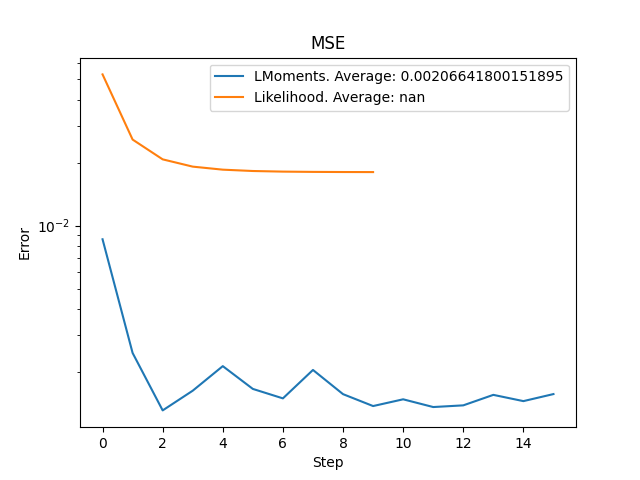 MSE
LMoments. Average: 0.00206641800151895
Likelihood. Average: nan
10⁻²
Error
0 2 4 6 8 10 12 14
Step